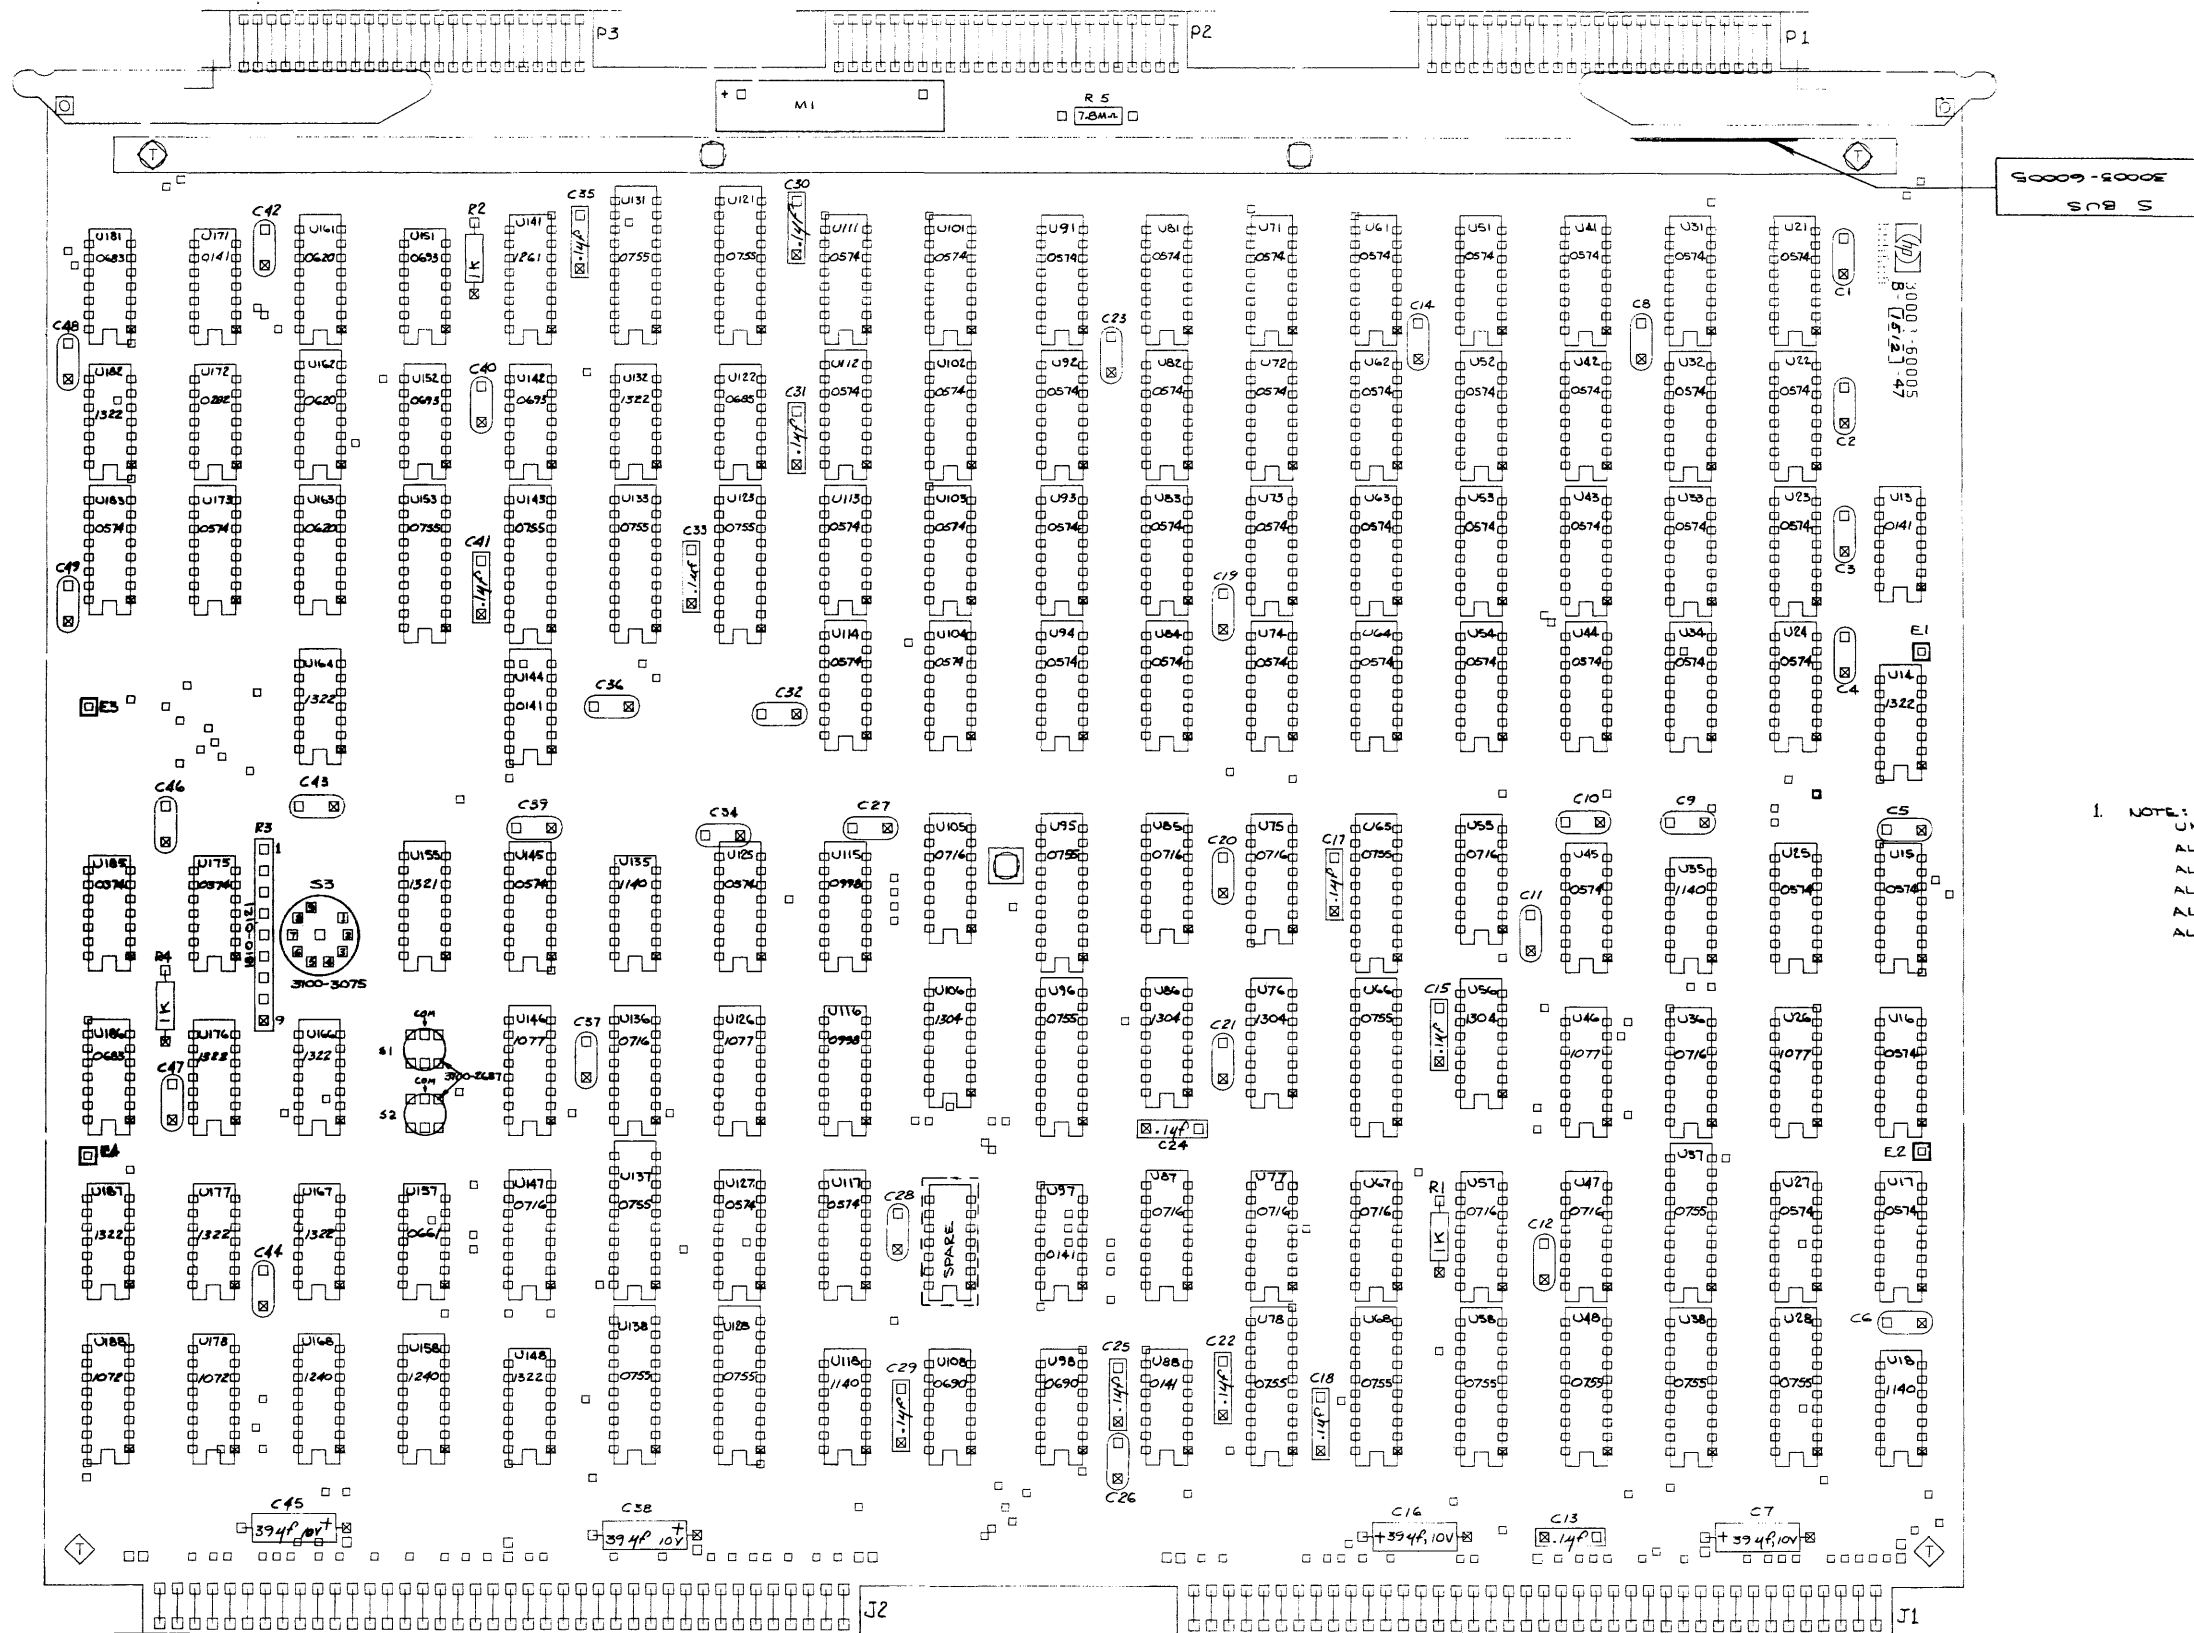 P3
P2
P1
+
M1
R5
7.8MΩ
T
T
30003-60005
S BUS
C42
R2
C35
U131
U121
C30
U181
U171
U161
U151
U141
U111
U101
U91
U81
U71
U61
U51
U41
U31
U21
hp
0683
0141
0620
0693
1K
1261
.1μf
0755
0755
.1μf
0574
0574
0574
0574
0574
0574
0574
0574
0574
0574
C1
30003-60005
B-1512-47
C48
C23
C14
C8
U182
U172
U162
U152
C40
U142
U132
U122
C31
U112
U102
U92
U82
U72
U62
U52
U42
U32
U22
1322
0282
0620
0693
0693
1322
0685
.1μf
0574
0574
0574
0574
0574
0574
0574
0574
0574
0574
C2
U183
U173
U163
U153
U143
U133
U123
U113
U103
U93
U83
U73
U63
U53
U43
U33
U23
U13
0574
0574
0620
0755
0755
0755
0755
0574
0574
0574
0574
0574
0574
0574
0574
0574
0574
0141
C49
C41
.1μf
C33
.1μf
C19
C3
U164
1322
U144
0141
C36
C32
U114
U104
U94
U84
U74
U64
U54
U44
U34
U24
E1
0574
0574
0574
0574
0574
0574
0574
0574
0574
0574
C4
U14
1322
E3
C46
C43
C39
C34
C27
C10
C9
C5
1. NOTE:
R3
1
9
1810-0121
U185
U175
U155
U145
U135
U125
U115
U105
U95
U85
C20
U75
C17
U65
U55
U45
U35
U25
U15
0574
0574
1321
0574
1140
0574
0998
0716
0755
0716
0716
.1μf
0755
0716
0574
1140
0574
0574
S3
3100-3075
C11
R4
1K
U186
U176
U166
COM
S1
U146
C37
U136
U126
U116
U106
U96
U86
C21
U76
U66
C15
U56
U46
U36
U26
U16
0683
1322
1322
3100-2687
1077
0716
1077
0998
1304
0755
1304
1304
0755
.1μf
1304
1077
0716
1077
0574
C47
COM
S2
.1μf
C24
E4
E2
U187
U177
U167
U157
U147
U137
U127
U117
C28
SPARE
U97
U87
U77
U67
R1
U57
C12
U47
U37
U27
U17
1322
1322
1322
0661
0716
0755
0574
0574
0141
0716
0716
0716
1K
0716
0716
0755
0574
0574
C44
U188
U178
U168
U158
U148
U138
U128
U118
C29
U108
U98
C25
U88
C22
U78
C18
U68
U58
U48
U38
U28
C6
U18
1072
1072
1240
1240
1322
0755
0755
1140
.1μf
0690
0690
.1μf
0141
.1μf
0755
.1μf
0755
0755
0755
0755
0755
1140
C26
C45
39μf 10V+
C38
39μf 10V+
C16
+39μf,10V
C13
.1μf
C7
+39μf,10V
T
T
J2
J1